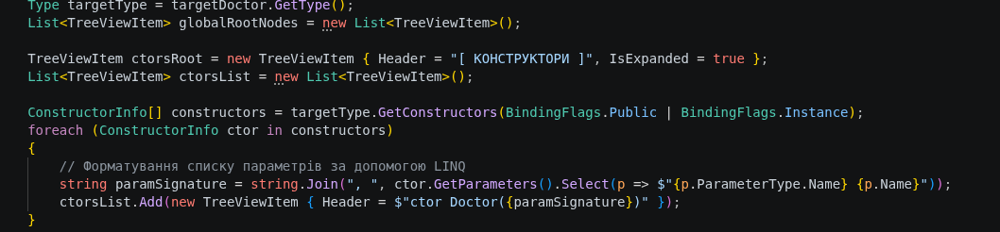 Type targetType = targetDoctor.GetType();
List<TreeViewItem> globalRootNodes = new List<TreeViewItem>();
TreeViewItem ctorsRoot = new TreeViewItem { Header = "[ КОНСТРУКТОРИ ]", IsExpanded = true };
List<TreeViewItem> ctorsList = new List<TreeViewItem>();
ConstructorInfo[] constructors = targetType.GetConstructors(BindingFlags.Public | BindingFlags.Instance);
foreach (ConstructorInfo ctor in constructors)
{
// Форматування списку параметрів за допомогою LINQ
string paramSignature = string.Join(", ", ctor.GetParameters().Select(p => $"{p.ParameterType.Name} {p.Name}"));
ctorsList.Add(new TreeViewItem { Header = $"ctor Doctor({paramSignature})" });
}